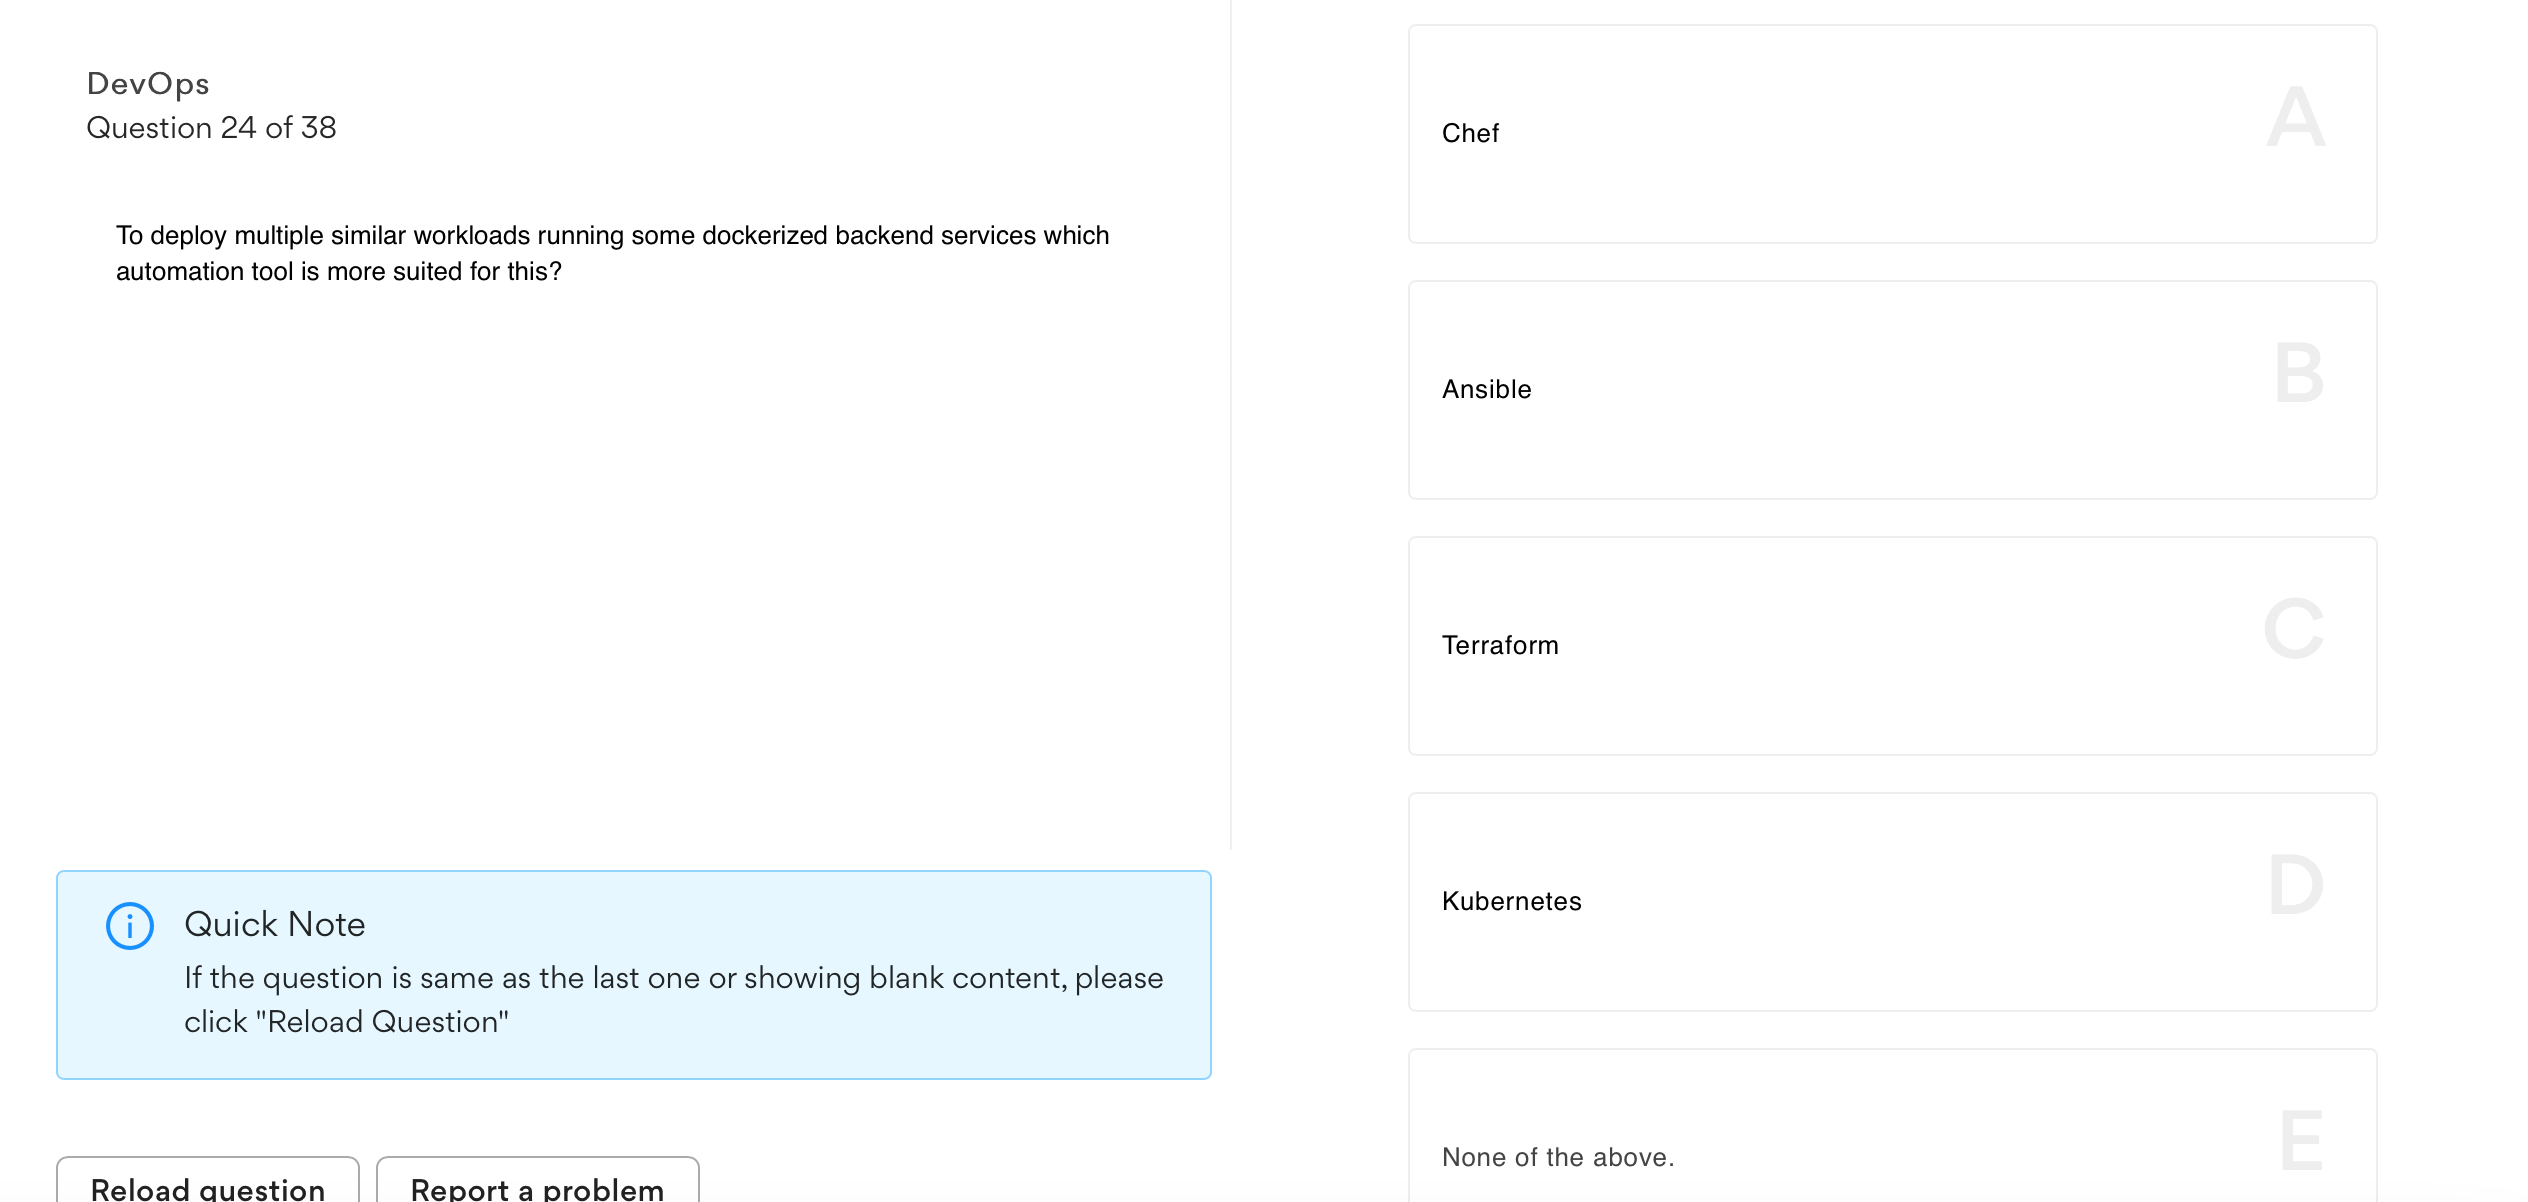 DevOps
Question 24 of 38
To deploy multiple similar workloads running some dockerized backend services which
automation tool is more suited for this?
Quick Note
If the question is same as the last one or showing blank content, please
click "Reload Question"
Reload question
Report a problem
A
Chef
B
Ansible
C
Terraform
D
Kubernetes
E
None of the above.